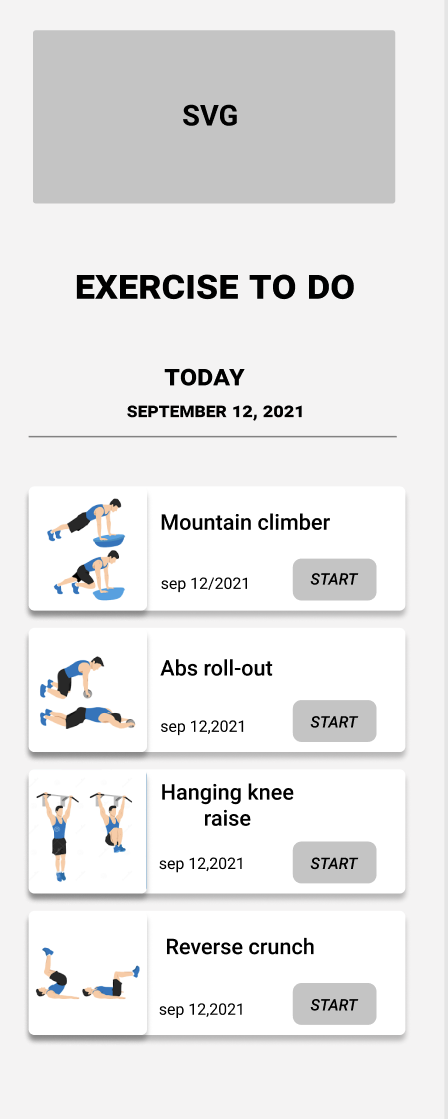 SVG
EXERCISE TO DO
TODAY
SEPTEMBER 12, 2021
Mountain climber
sep 12/2021
START
Abs roll-out
sep 12,2021
START
Hanging knee
raise
sep 12,2021
START
Reverse crunch
sep 12,2021
START